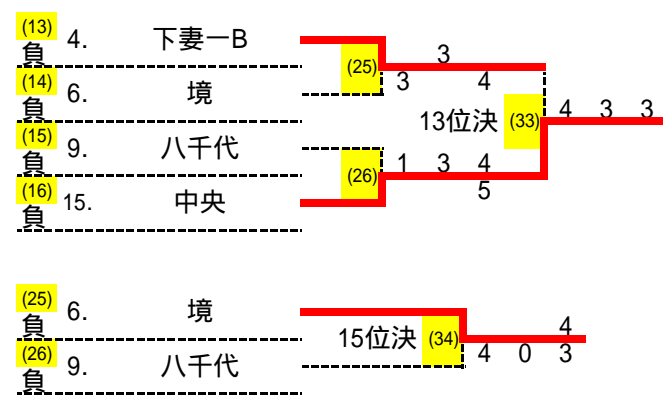 (13) 負 4. 下妻一B
3
(25)
3 4
(14) 負 6. 境
13位決 (33) 4 3 3
(15) 負 9. 八千代
(26) 1 3 4
5
(16) 負 15. 中央
(25) 負 6. 境
15位決 (34) 4
4 0 3
(26) 負 9. 八千代